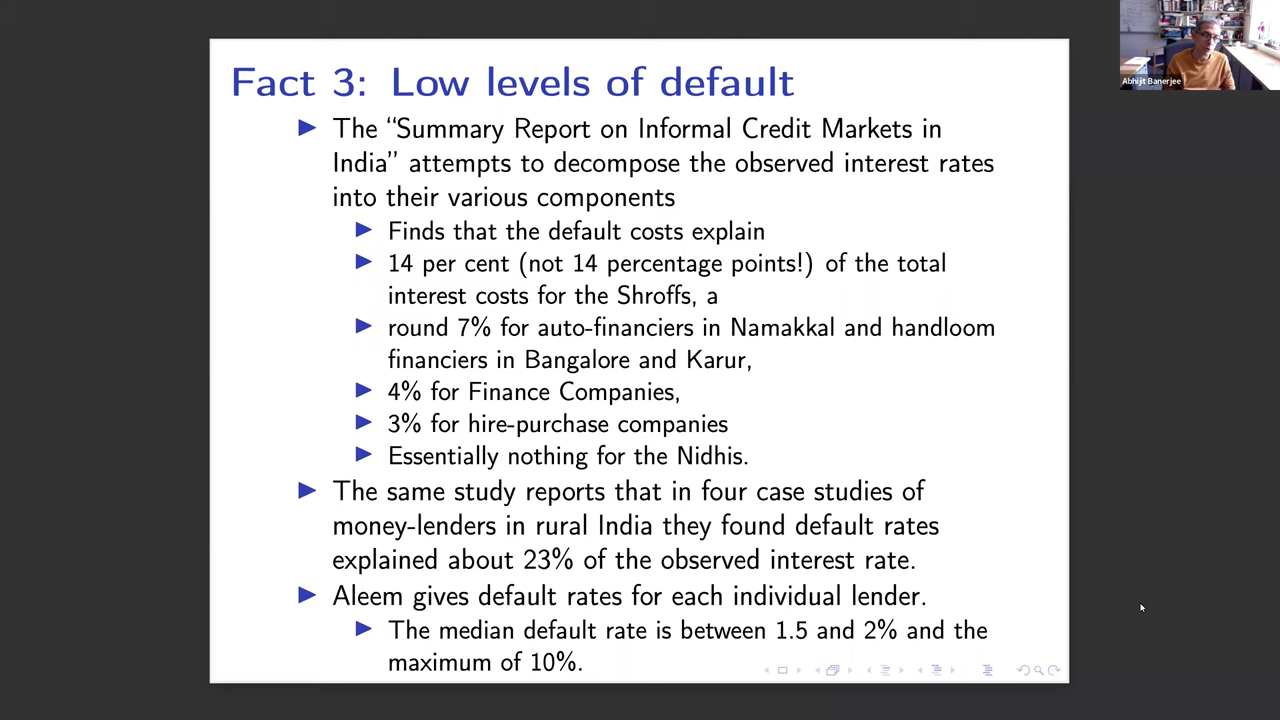 Fact 3: Low levels of default
The “Summary Report on Informal Credit Markets in
India” attempts to decompose the observed interest rates
into their various components
Finds that the default costs explain
14 per cent (not 14 percentage points!) of the total
interest costs for the Shroffs, a
round 7% for auto-financiers in Namakkal and handloom
financiers in Bangalore and Karur,
4% for Finance Companies,
3% for hire-purchase companies
Essentially nothing for the Nidhis.
The same study reports that in four case studies of
money-lenders in rural India they found default rates
explained about 23% of the observed interest rate.
Aleem gives default rates for each individual lender.
The median default rate is between 1.5 and 2% and the
maximum of 10%.
Abhijit Banerjee